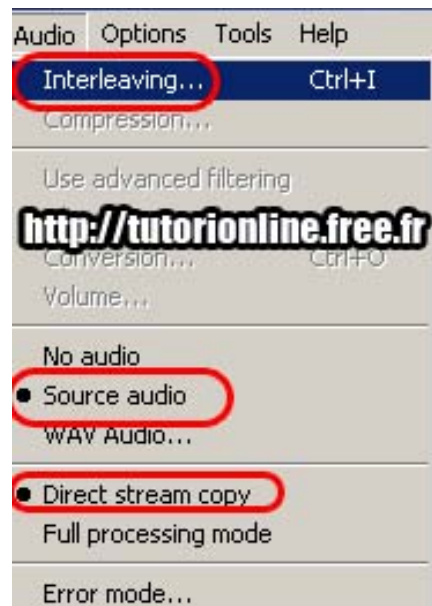 Audio Options Tools Help
Interleaving... Ctrl+I
Compression...
Use advanced filtering
http://tutorionline.free.fr
Conversion... Ctrl+O
Volume...
No audio
Source audio
WAV Audio...
Direct stream copy
Full processing mode
Error mode...